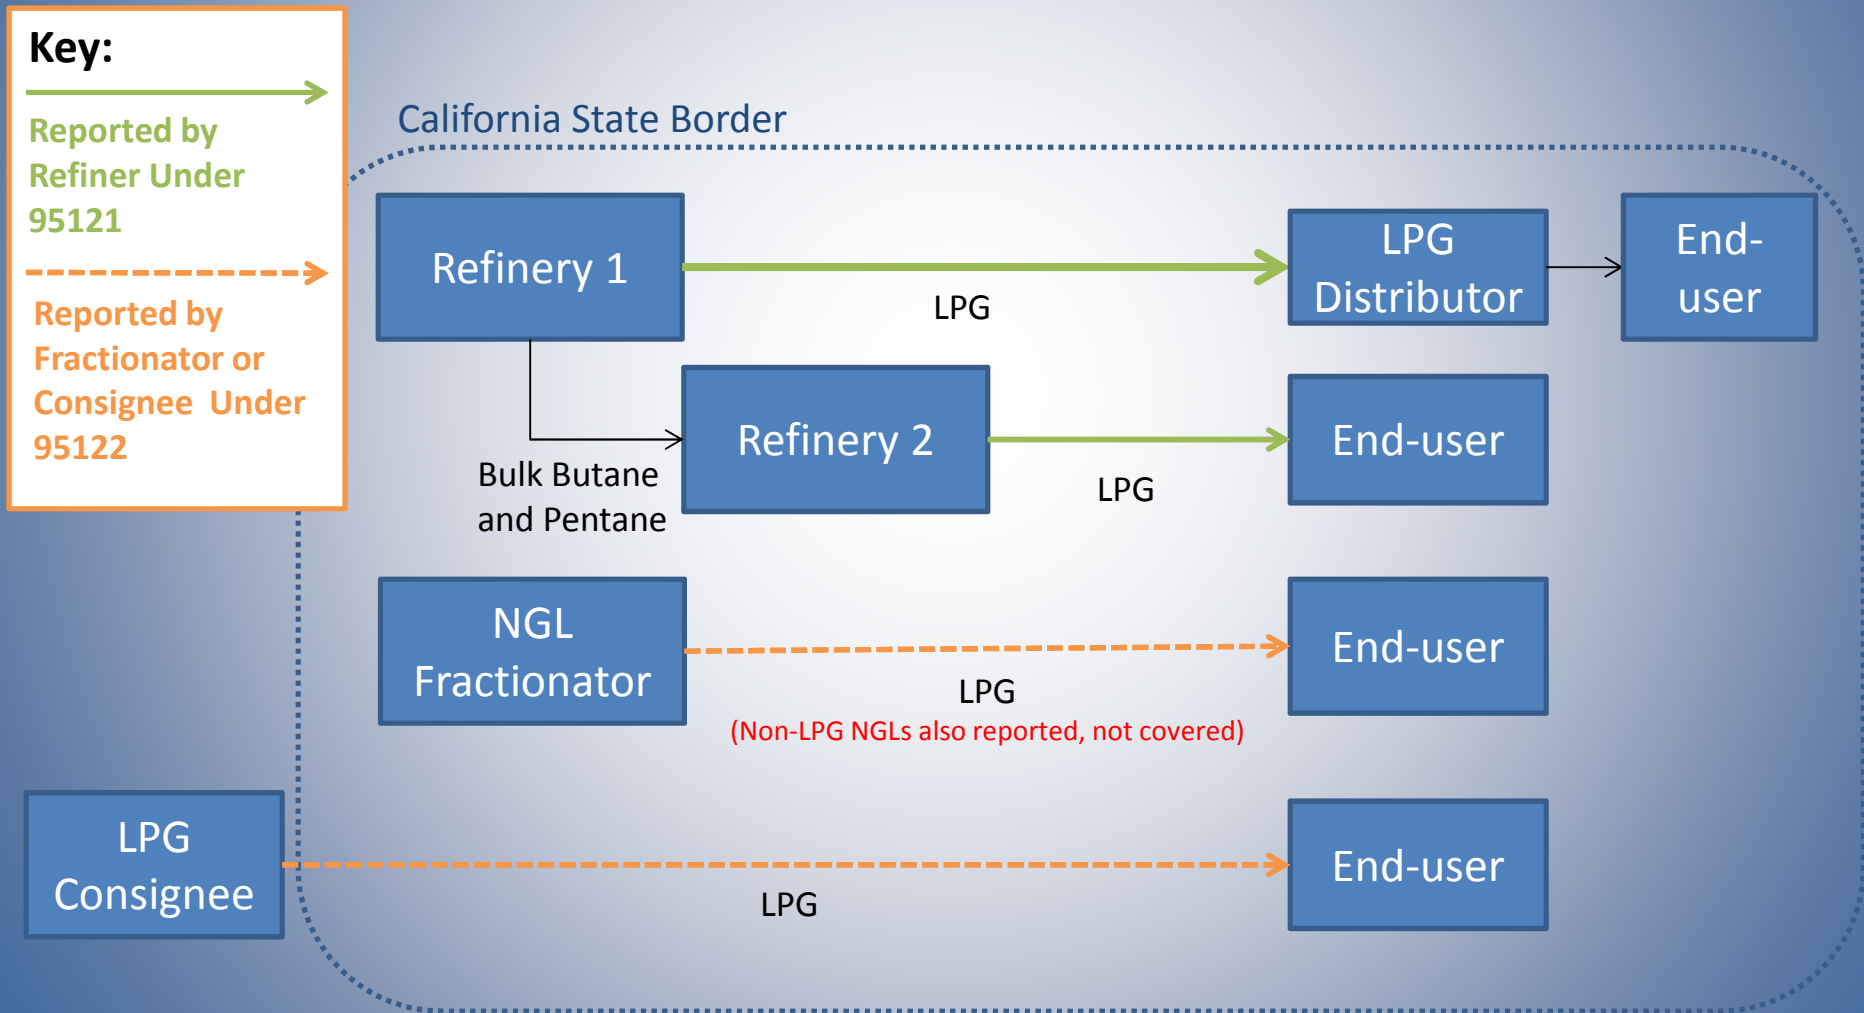 Key:
Reported by
Refiner Under
95121
Reported by
Fractionator or
Consignee Under
95122
California State Border
Refinery 1
LPG
LPG
Distributor
End-
user
Bulk Butane
and Pentane
Refinery 2
LPG
End-user
NGL
Fractionator
LPG
(Non-LPG NGLs also reported, not covered)
End-user
LPG
Consignee
LPG
End-user